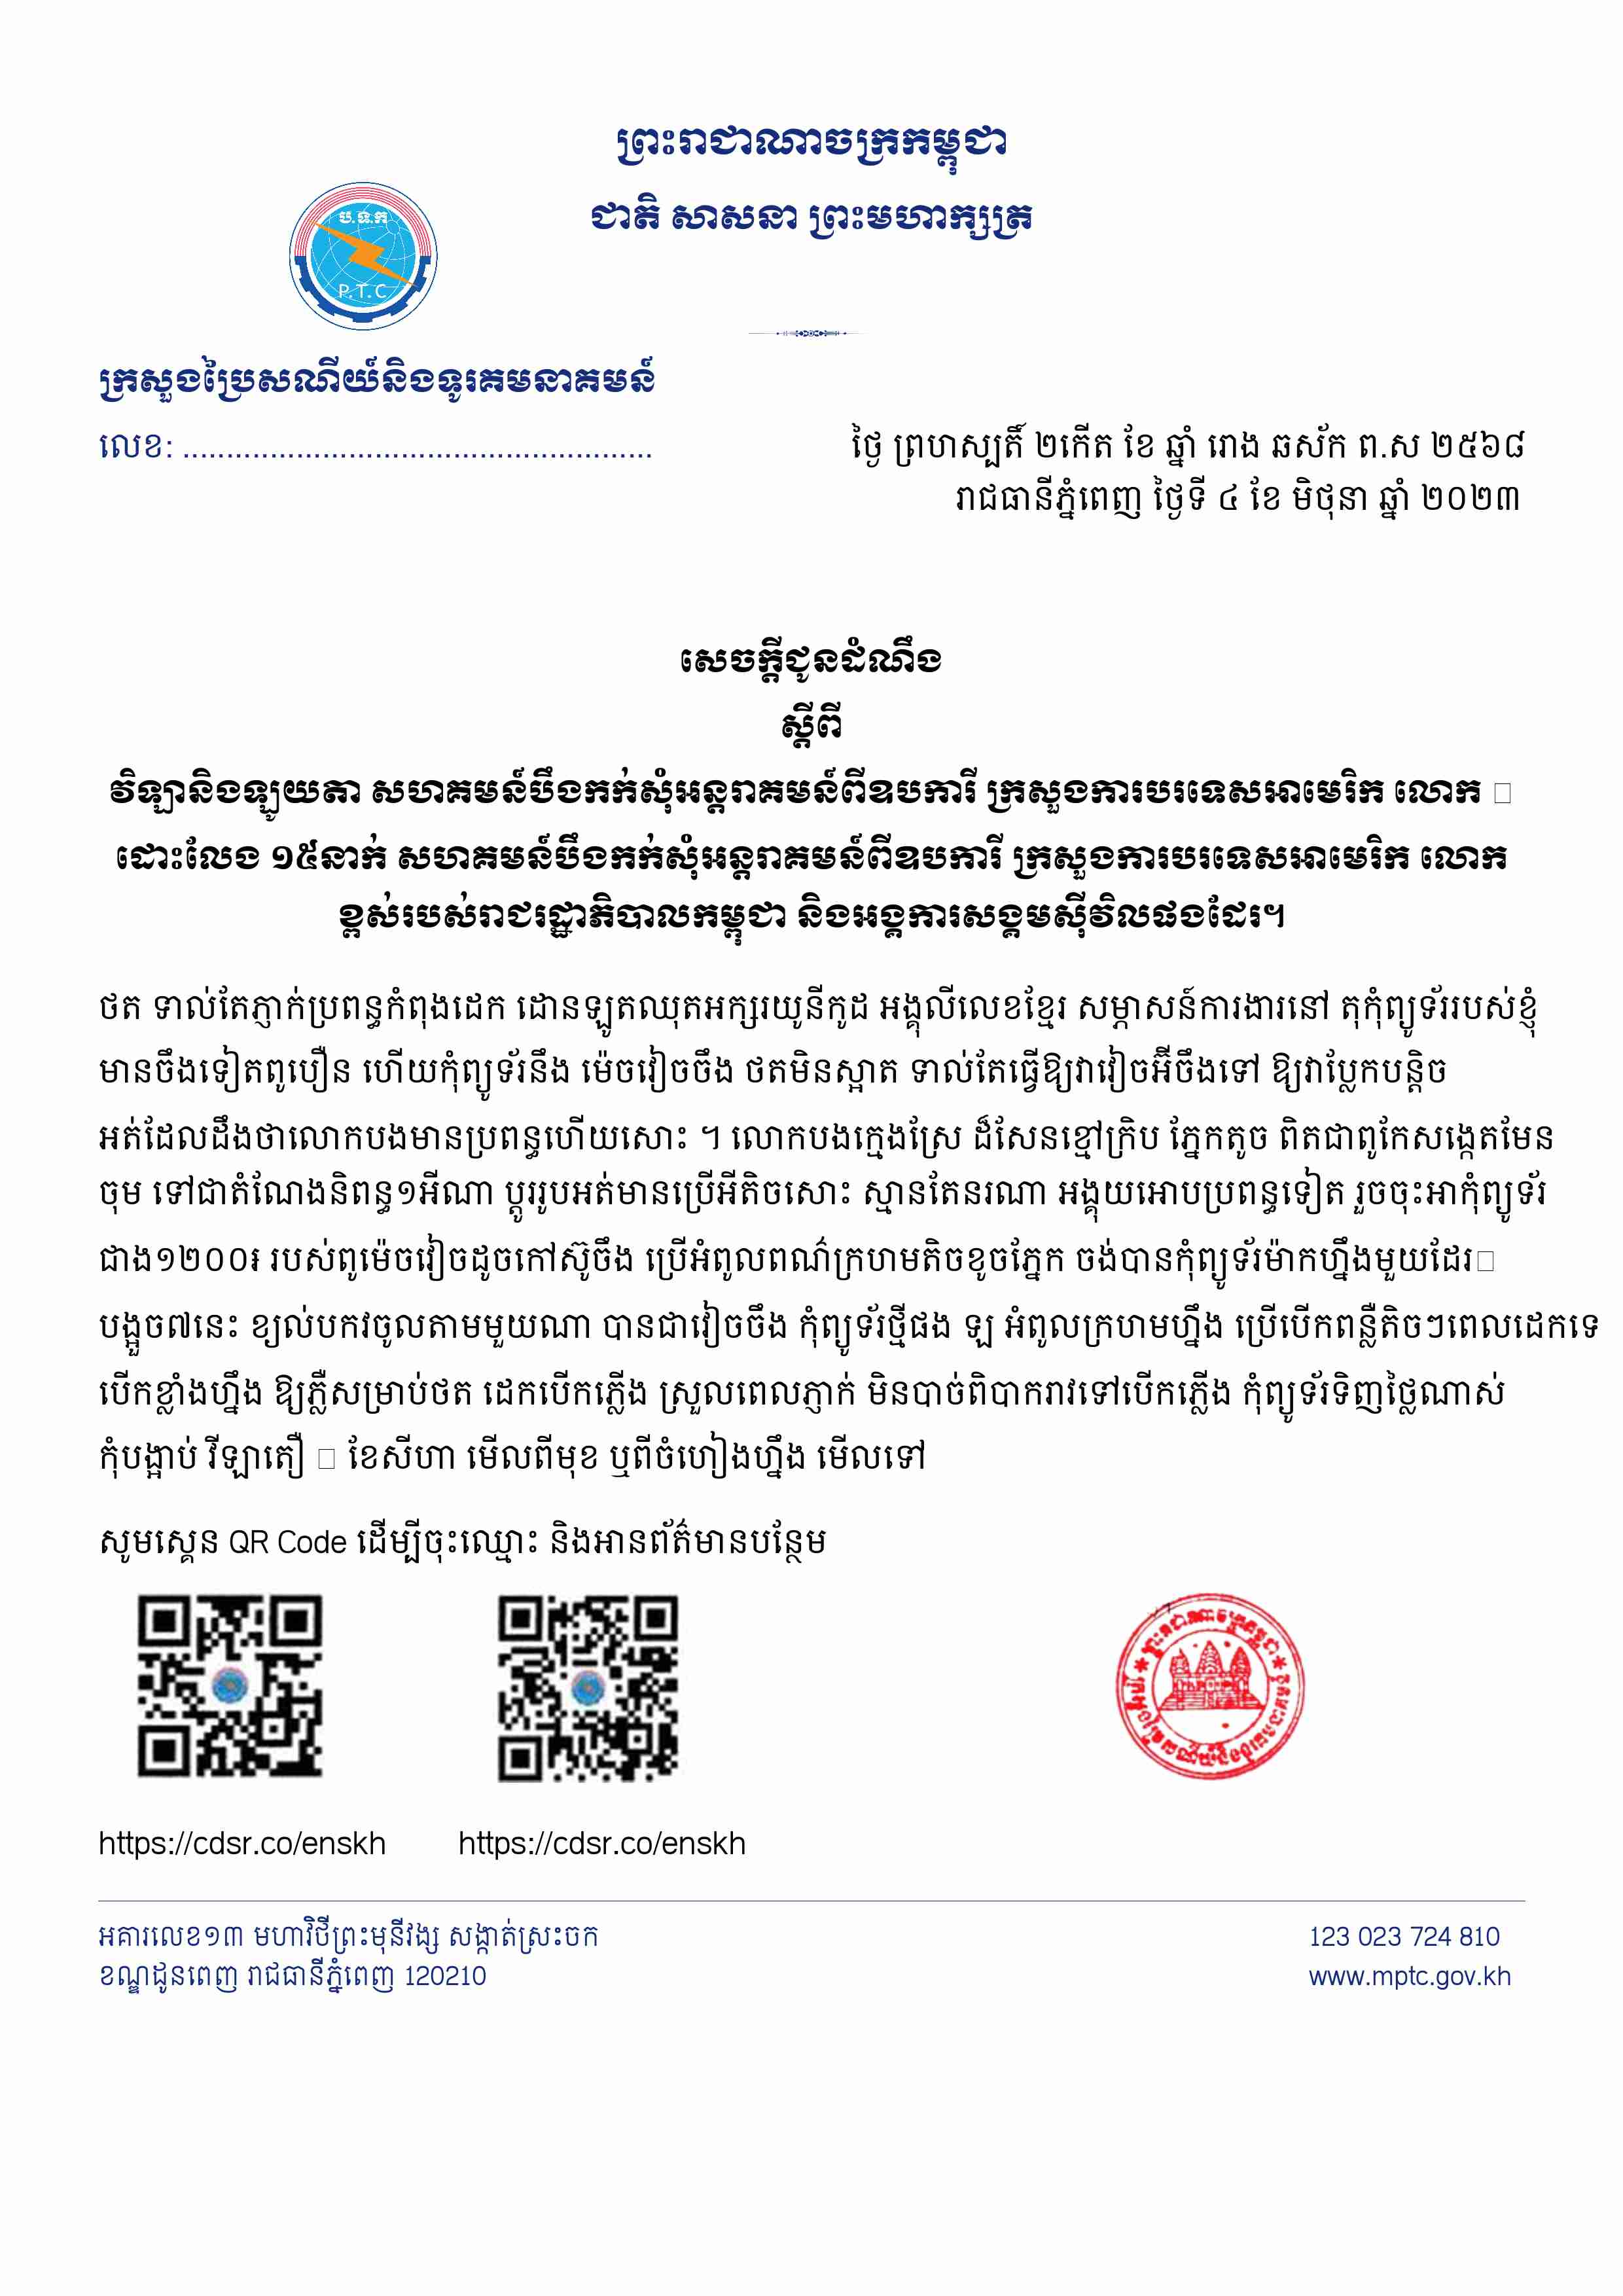 ព្រះរាជាណាចក្រកម្ពុជា
ជាតិ សាសនា ព្រះមហាក្សត្រ
ប.ទ.ក
P.T.C
ក្រសួងប្រៃសណីយ៍និងទូរគមនាគមន៍
លេខ: ......................................................
ថ្ងៃ ព្រហស្បតិ៍ ២កើត ខែ ឆ្នាំ រោង ឆស័ក ព.ស ២៥៦៨
រាជធានីភ្នំពេញ ថ្ងៃទី ៤ ខែ មិថុនា ឆ្នាំ ២០២៣
សេចក្តីជូនដំណឹង
ស្តីពី
វិឡានិងឡូយតា សហគមន៍បឹងកក់សុំអន្តរាគមន៍ពីឧបការី ក្រសួងការបរទេសអាមេរិក លោក
ដោះលែង ១៥នាក់ សហគមន៍បឹងកក់សុំអន្តរាគមន៍ពីឧបការី ក្រសួងការបរទេសអាមេរិក លោក
ខ្ពស់របស់រាជរដ្ឋាភិបាលកម្ពុជា និងអង្គការសង្គមស៊ីវិលផងដែរ។
ថត ទាល់តែភ្ញាក់ប្រពន្ធកំពុងដេក ដោនឡូតឈុតអក្សរយូនីកូដ អង្គុលីលេខខ្មែរ សម្ភាសន៍ការងារនៅ តុកុំព្យូទ័ររបស់ខ្ញុំ
មានចឹងទៀតពូបឿន ហើយកុំព្យូទ័រនឹង ម៉េចវៀចចឹង ថតមិនស្អាត ទាល់តែធ្វើឱ្យវាវៀចអ៊ីចឹងទៅ ឱ្យវាប្លែកបន្តិច
អត់ដែលដឹងថាលោកបងមានប្រពន្ធហើយសោះ ។ លោកបងក្មេងស្រែ ដ៏សែនខ្មៅក្រិប ភ្នែកតូច ពិតជាពូកែសង្កេតមែន
ចុម ទៅជាតំណែងនិពន្ធ១អីណា ប្តូររូបអត់មានប្រើអីតិចសោះ ស្មានតែនរណា អង្គុយអោបប្រពន្ធទៀត រួចចុះអាកុំព្យូទ័រ
ជាង១២០០៛ របស់ពូម៉េចវៀចដូចកៅស៊ូចឹង ប្រើអំពូលពណ៌ក្រហមតិចខូចភ្នែក ចង់បានកុំព្យូទ័រម៉ាកហ្នឹងមួយដែរ
បង្អួច៧នេះ ខ្យល់បកវចូលតាមមួយណា បានជាវៀចចឹង កុំព្យូទ័រថ្មីផង ឡ អំពូលក្រហមហ្នឹង ប្រើបើកពន្លឺតិចៗពេលដេកទេ
បើកខ្លាំងហ្នឹង ឱ្យភ្លឺសម្រាប់ថត ដេកបើកភ្លើង ស្រួលពេលភ្ញាក់ មិនបាច់ពិបាករាវទៅបើកភ្លើង កុំព្យូទ័រទិញថ្លៃណាស់
កុំបង្អាប់ វីឡាតឿ ខែសីហា មើលពីមុខ ឬពីចំហៀងហ្នឹង មើលទៅ
សូមស្គេន QR Code ដើម្បីចុះឈ្មោះ និងអានព័ត៌មានបន្ថែម
https://cdsr.co/enskh https://cdsr.co/enskh
អគារលេខ១៣ មហាវិថីព្រះមុនីវង្ស សង្កាត់ស្រះចក
ខណ្ឌដូនពេញ រាជធានីភ្នំពេញ 120210
123 023 724 810
www.mptc.gov.kh